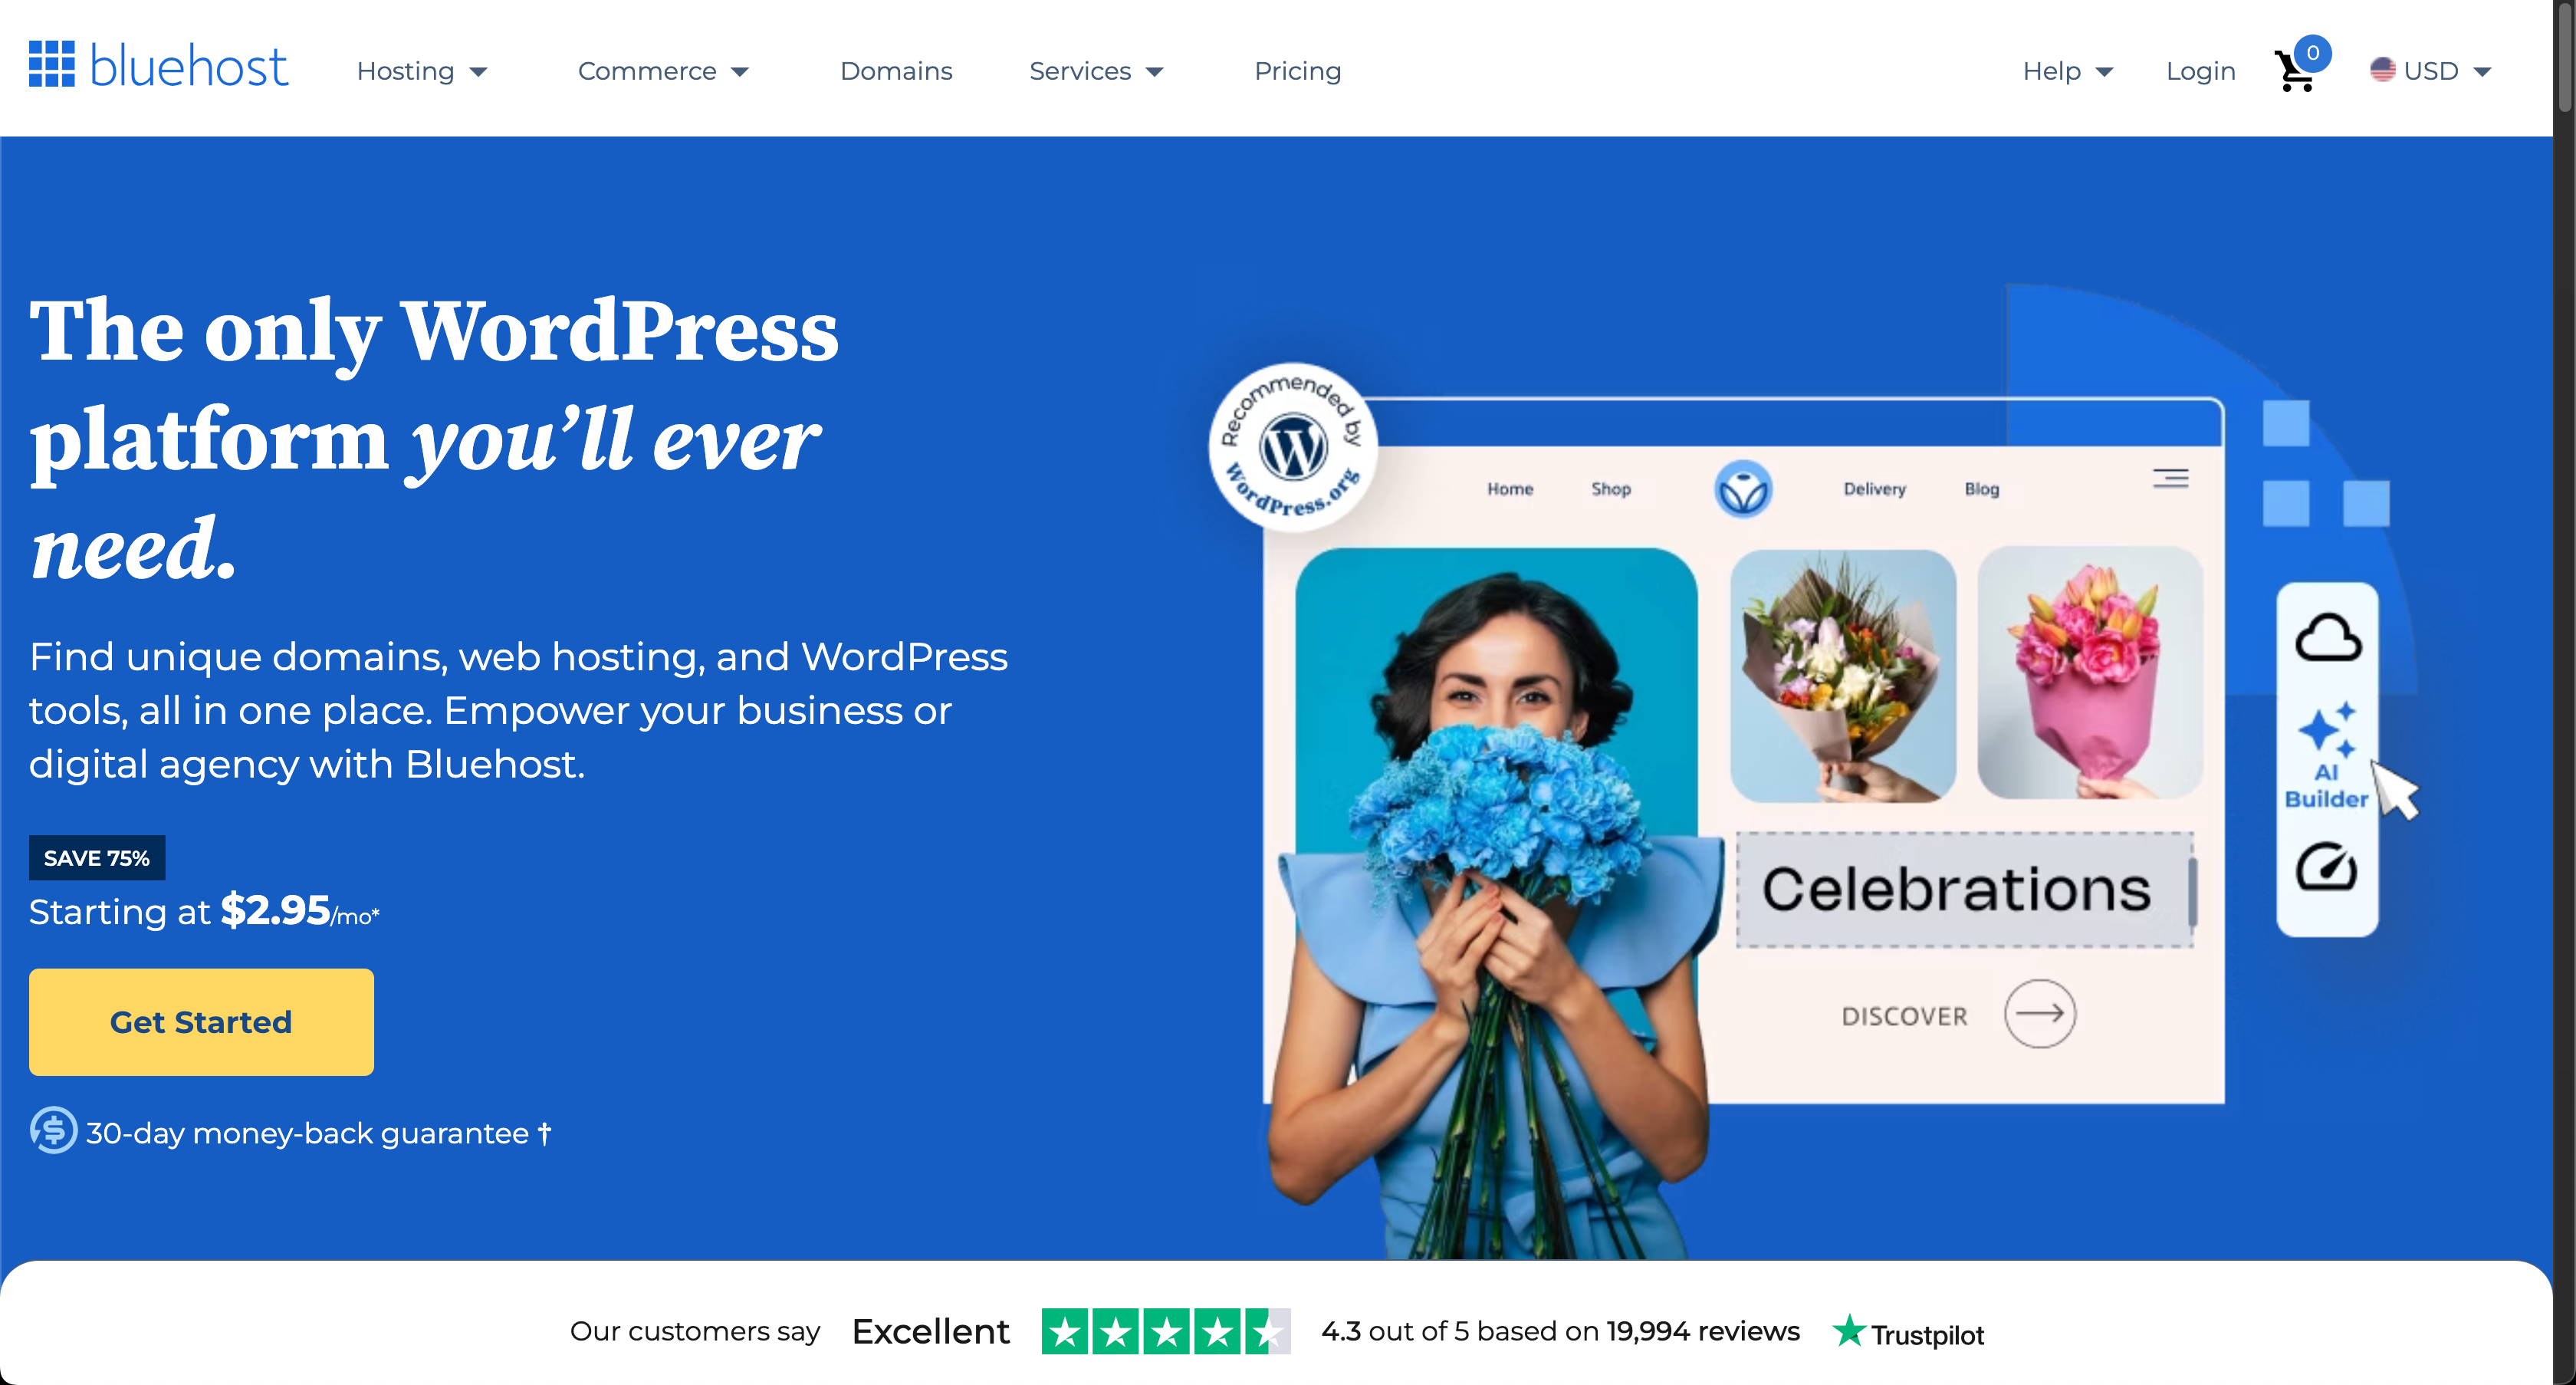 bluehost
Hosting
Commerce
Domains
Services
Pricing
Help
Login
0
USD
The only WordPress
platform you’ll ever
need.
Find unique domains, web hosting, and WordPress
tools, all in one place. Empower your business or
digital agency with Bluehost.
SAVE 75%
Starting at $2.95/mo*
Get Started
30-day money-back guarantee †
Recommended by
WordPress.org
Home
Shop
Delivery
Blog
AI
Builder
Celebrations
DISCOVER
Our customers say Excellent
4.3 out of 5 based on 19,994 reviews
Trustpilot